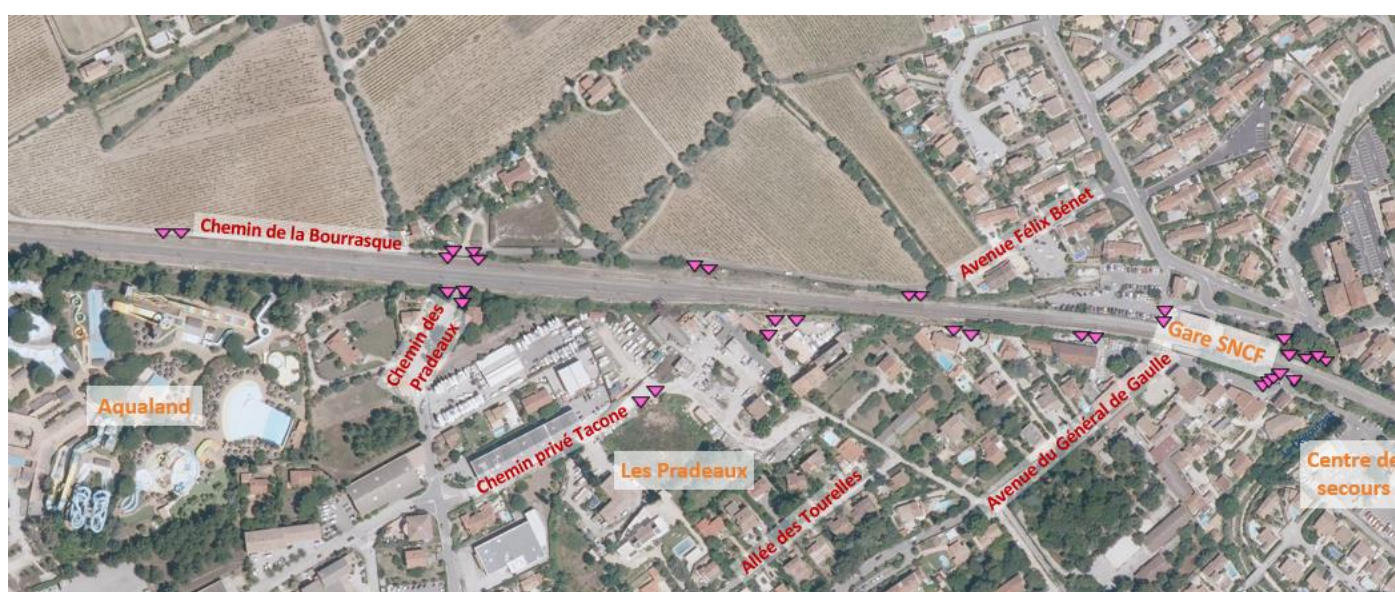 Chemin de la Bourrasque
Avenue Félix Bénet
Chemin des
Pradeaux
Gare SNCF
Aqualand
Chemin privé Tacone
Les Pradeaux
Allée des Tourelles
Avenue du Général de Gaulle
Centre de
secours